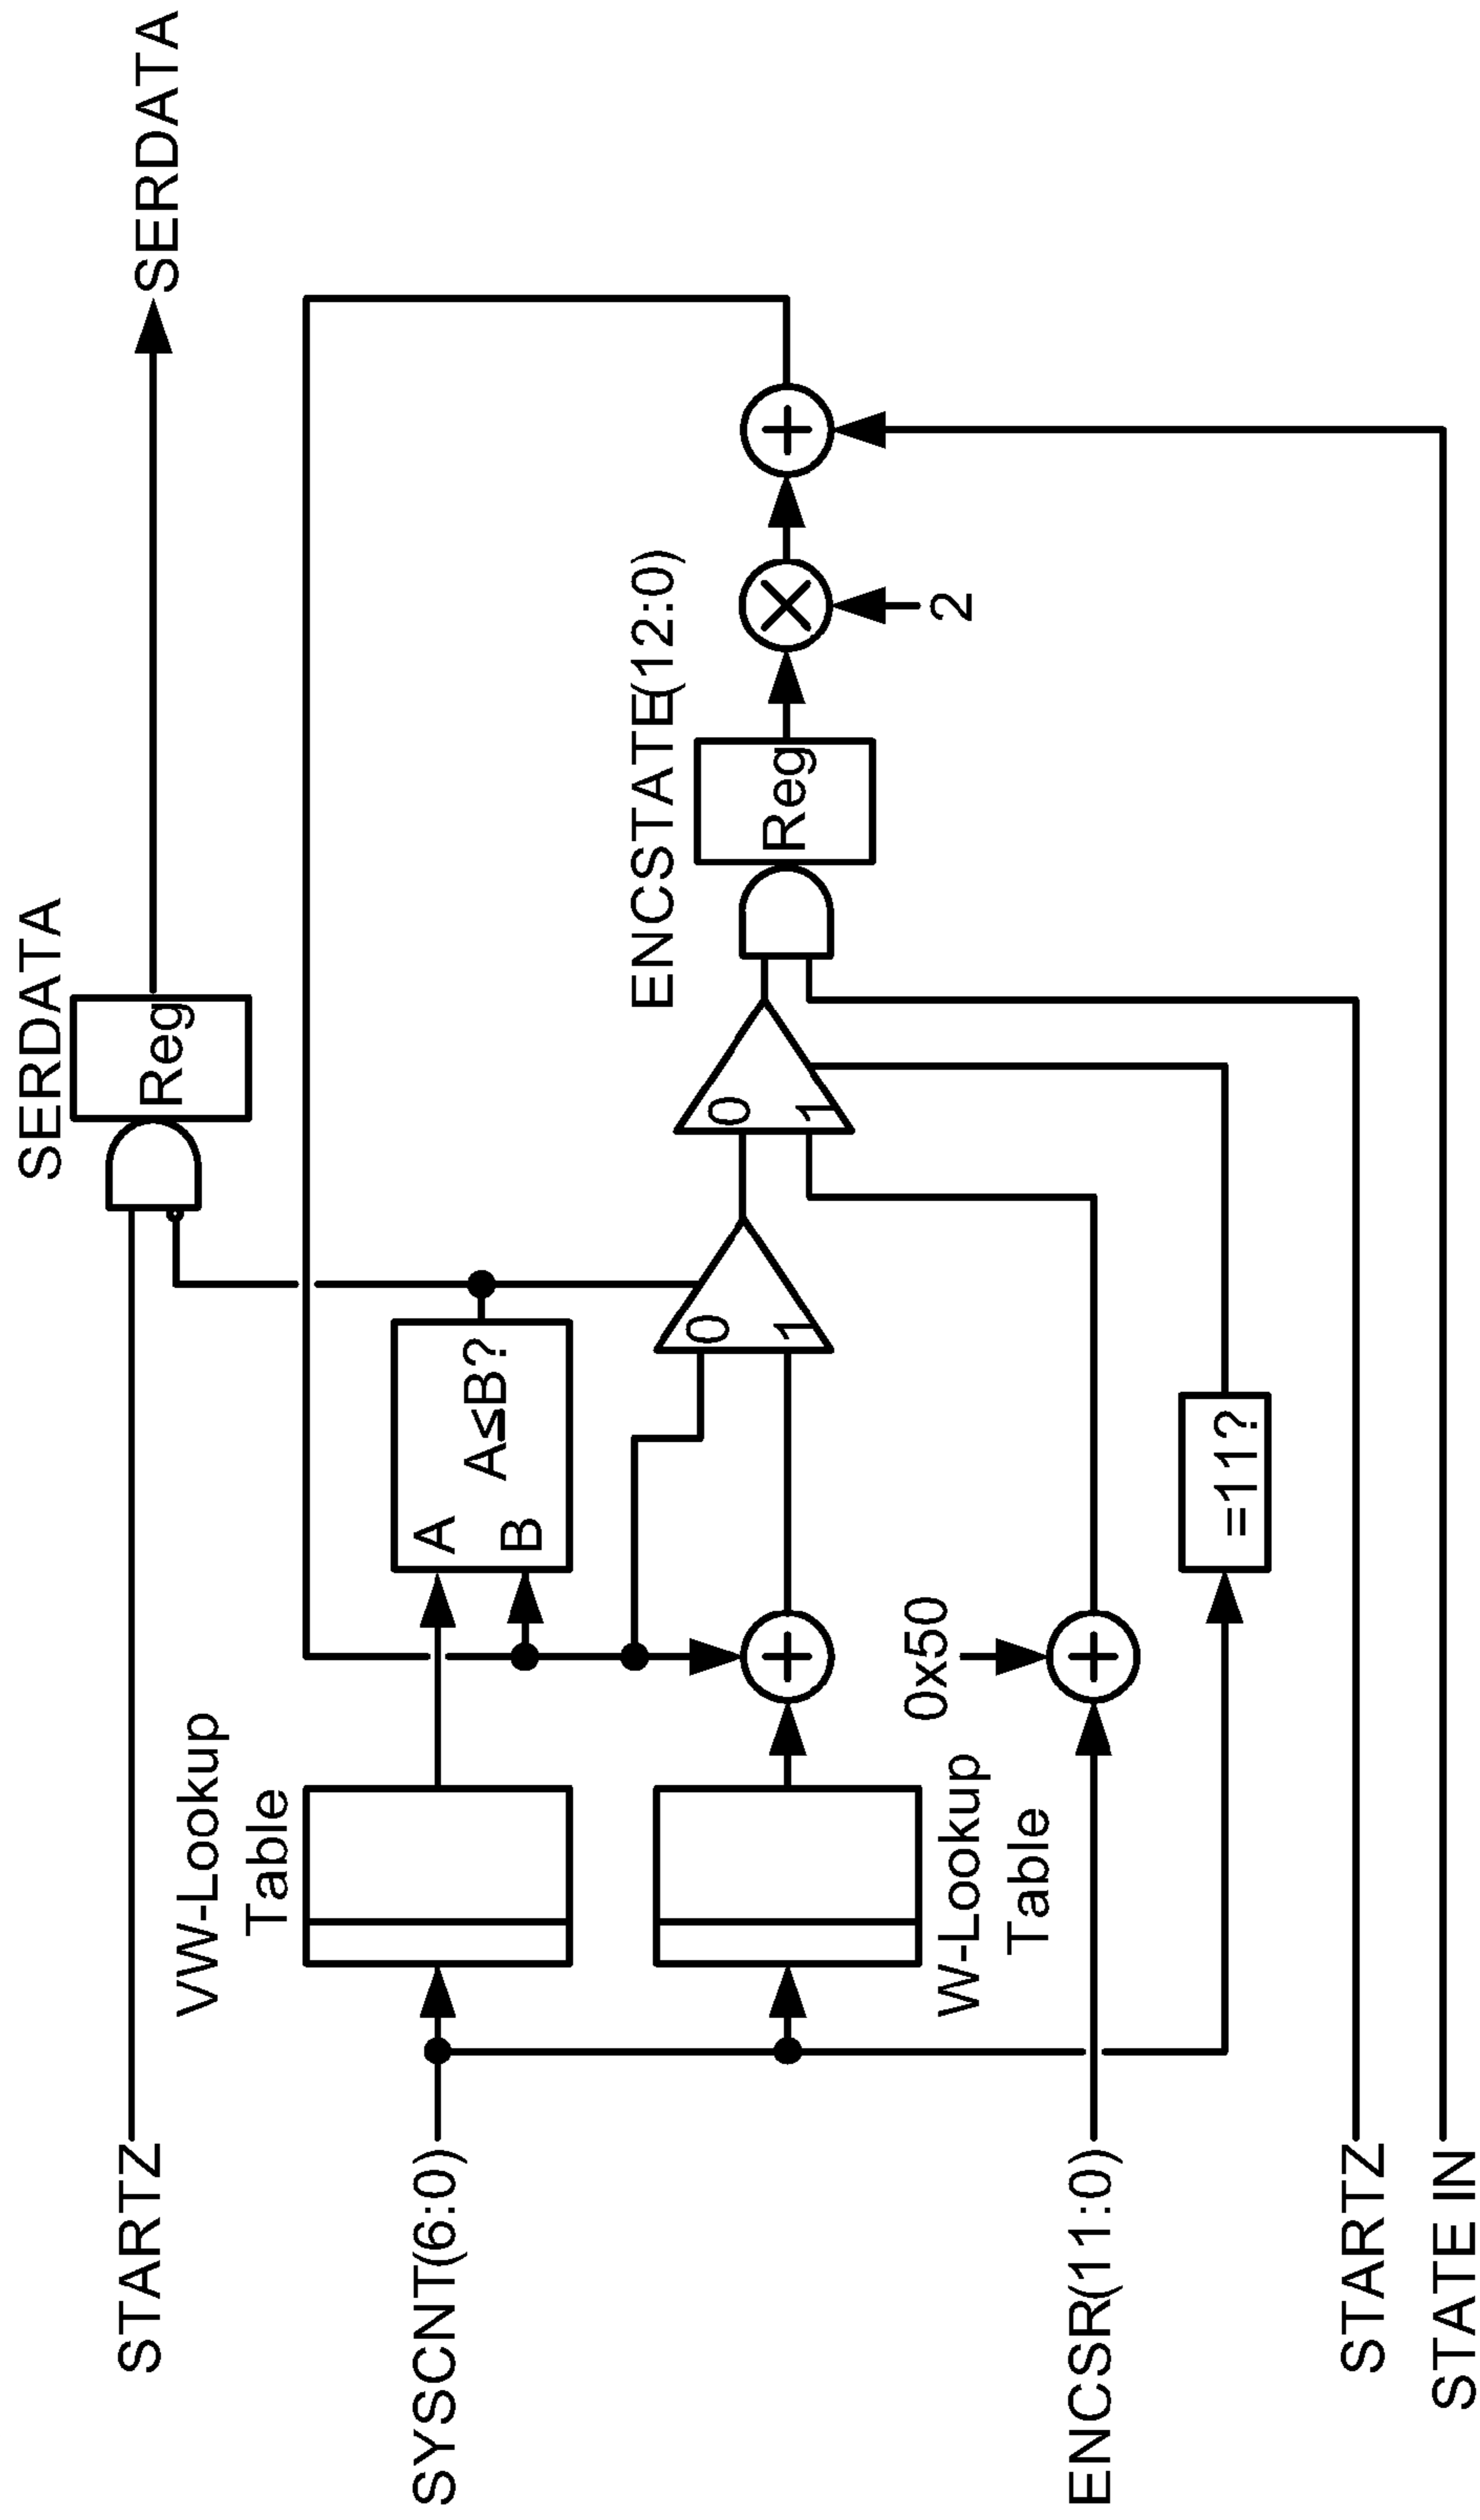 SERDATA
STARTZ
Reg
SERDATA
VW-Lookup
Table
A
B
A≤B?
SYSCNT(6:0)
0
1
0
1
ENCSTATE(12:0)
Reg
2
W-Lookup
Table
0x50
ENCSR(11:0)
=11?
STARTZ
STATE IN